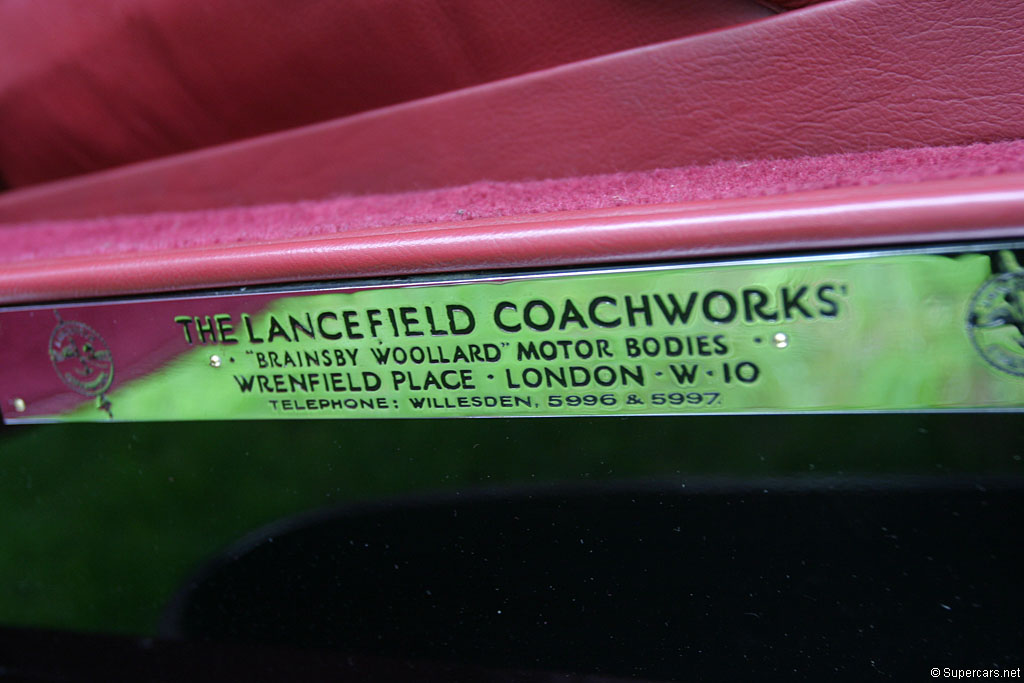 THE LANCEFIELD COACHWORKS'
· "BRAINSBY WOOLLARD" MOTOR BODIES ·
WRENFIELD PLACE · LONDON · W · 10
TELEPHONE: WILLESDEN, 5996 & 5997.
© Supercars.net